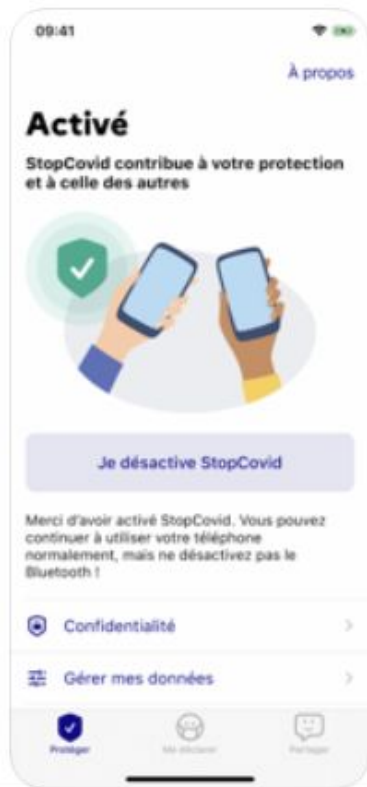 09:41
À propos
Activé
StopCovid contribue à votre protection
et à celle des autres
Je désactive StopCovid
Merci d'avoir activé StopCovid. Vous pouvez
continuer à utiliser votre téléphone
normalement, mais ne désactivez pas le
Bluetooth !
Confidentialité
Gérer mes données
Protéger
Me déclarer
Partager